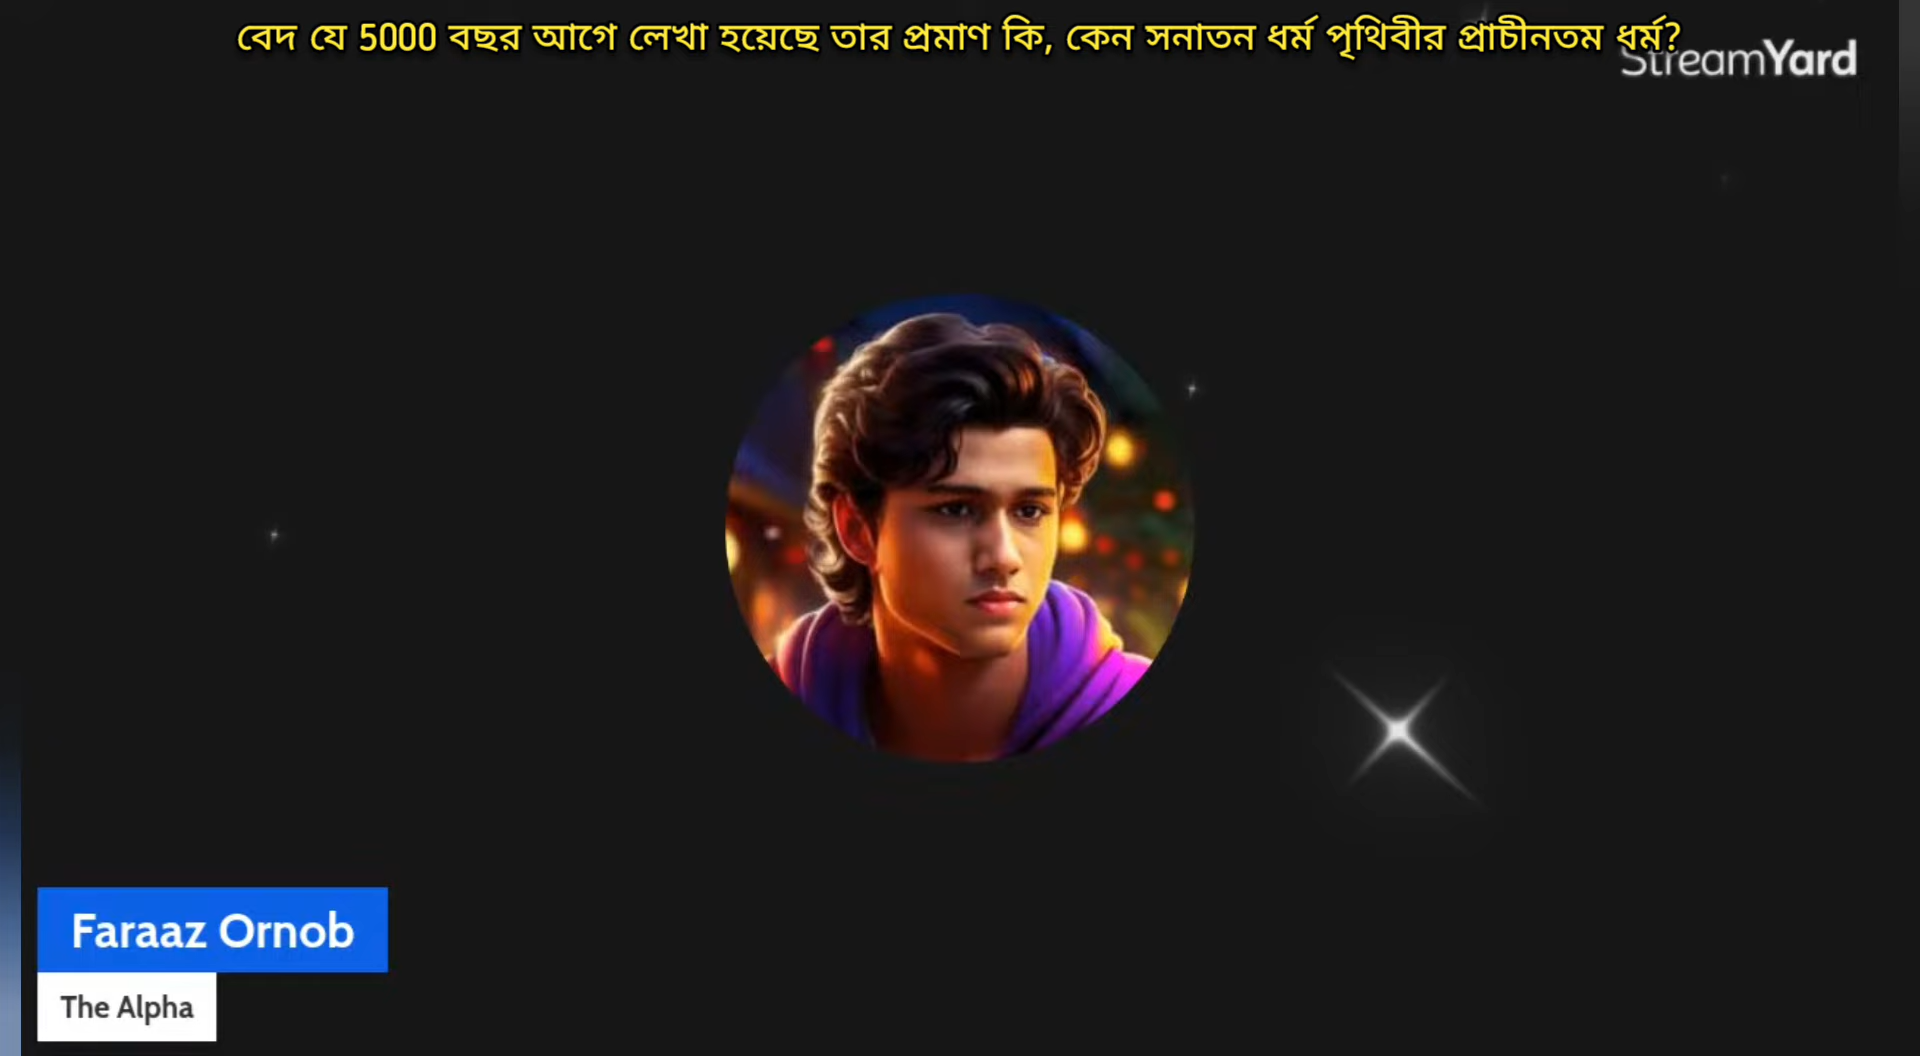 বেদ যে 5000 বছর আগে লেখা হয়েছে তার প্রমাণ কি, কেন সনাতন ধর্ম পৃথিবীর প্রাচীনতম ধর্ম?
StreamYard
Faraaz Ornob
The Alpha